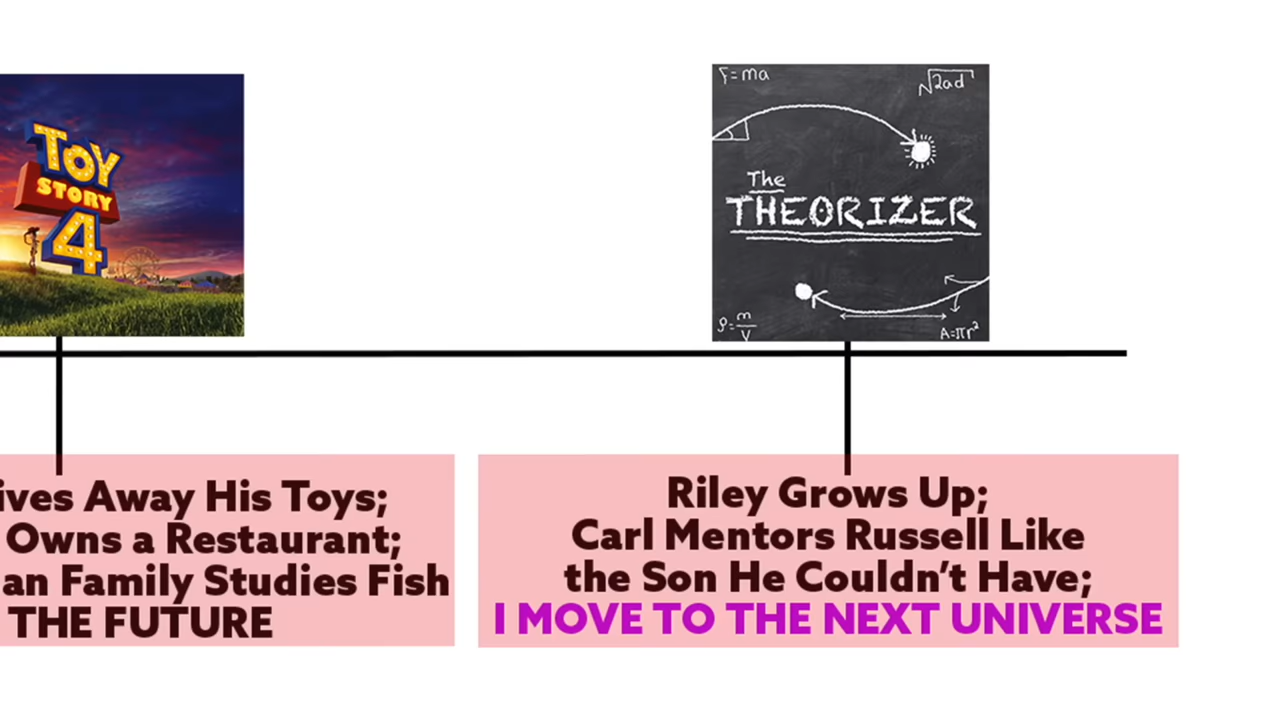 TOY
STORY
4
F=ma
√2ad
The
THEORIZER
ρ=m/V
A=πr²
ives Away His Toys;
Owns a Restaurant;
an Family Studies Fish
THE FUTURE
Riley Grows Up;
Carl Mentors Russell Like
the Son He Couldn't Have;
I MOVE TO THE NEXT UNIVERSE